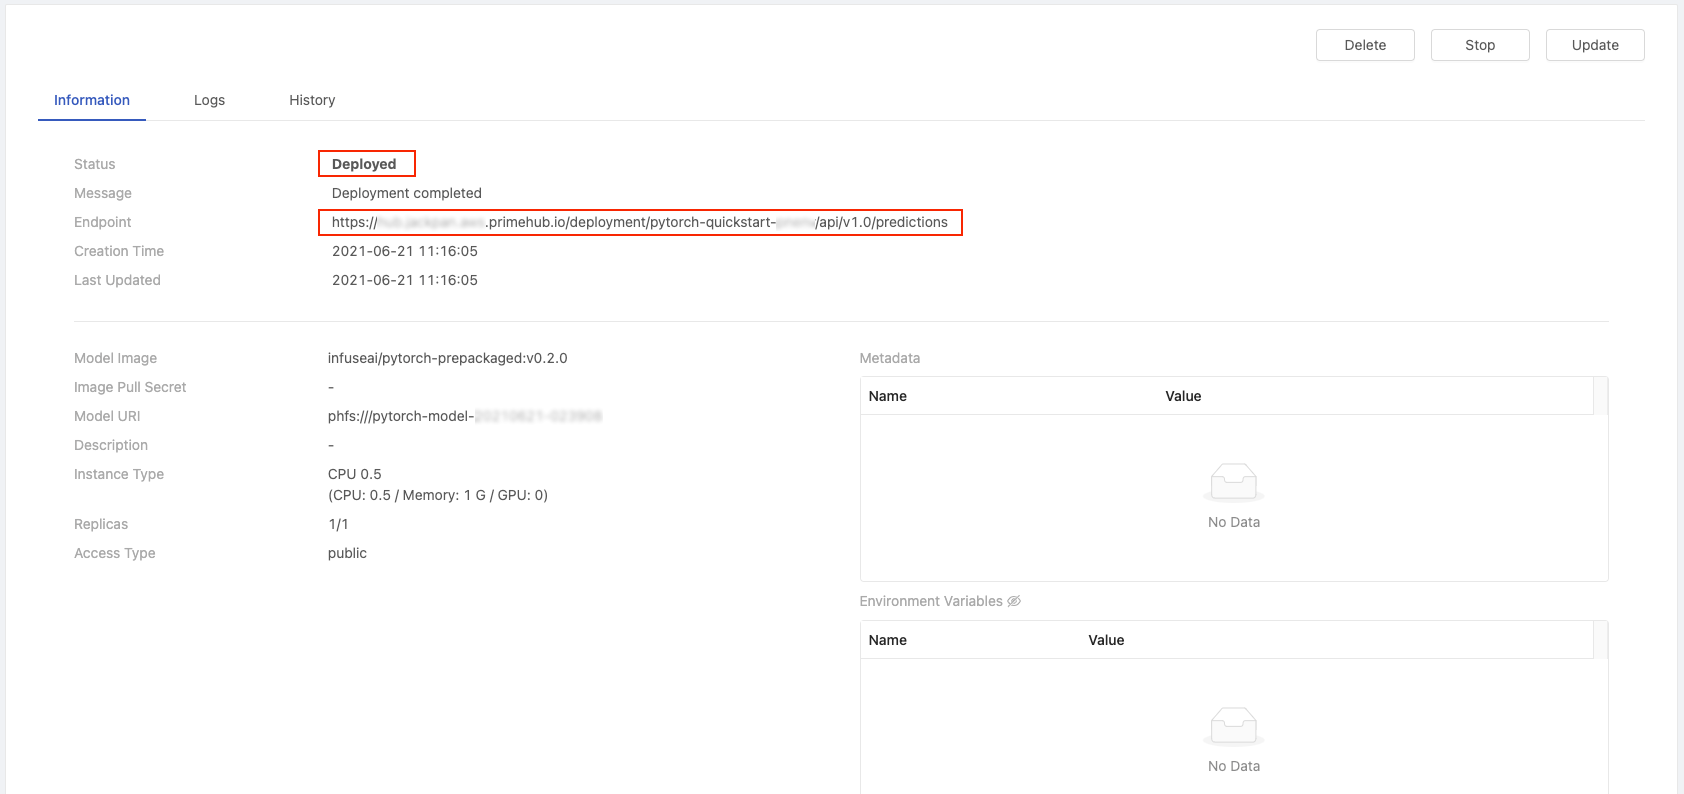 Delete Stop Update
Information Logs History
Status Deployed
Message Deployment completed
Endpoint https:// .primehub.io/deployment/pytorch-quickstart- /api/v1.0/predictions
Creation Time 2021-06-21 11:16:05
Last Updated 2021-06-21 11:16:05
Model Image infuseai/pytorch-prepackaged:v0.2.0
Image Pull Secret -
Model URI phfs:///pytorch-model-
Description -
Instance Type CPU 0.5
(CPU: 0.5 / Memory: 1 G / GPU: 0)
Replicas 1/1
Access Type public
Metadata
Name Value
No Data
Environment Variables
Name Value
No Data